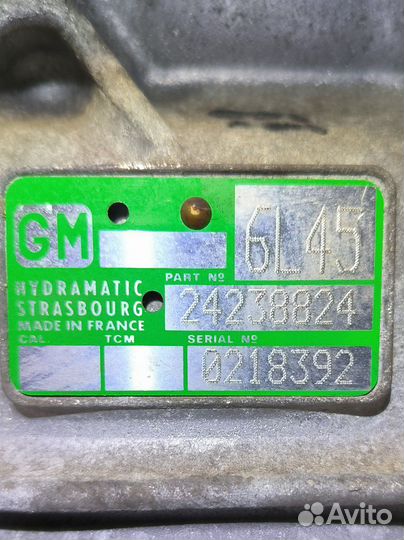 GM
6L45
PART Nº
HYDRAMATIC
STRASBOURG
24238824
MADE IN FRANCE
CAL.
TCM
SERIAL Nº
0218392
Avito